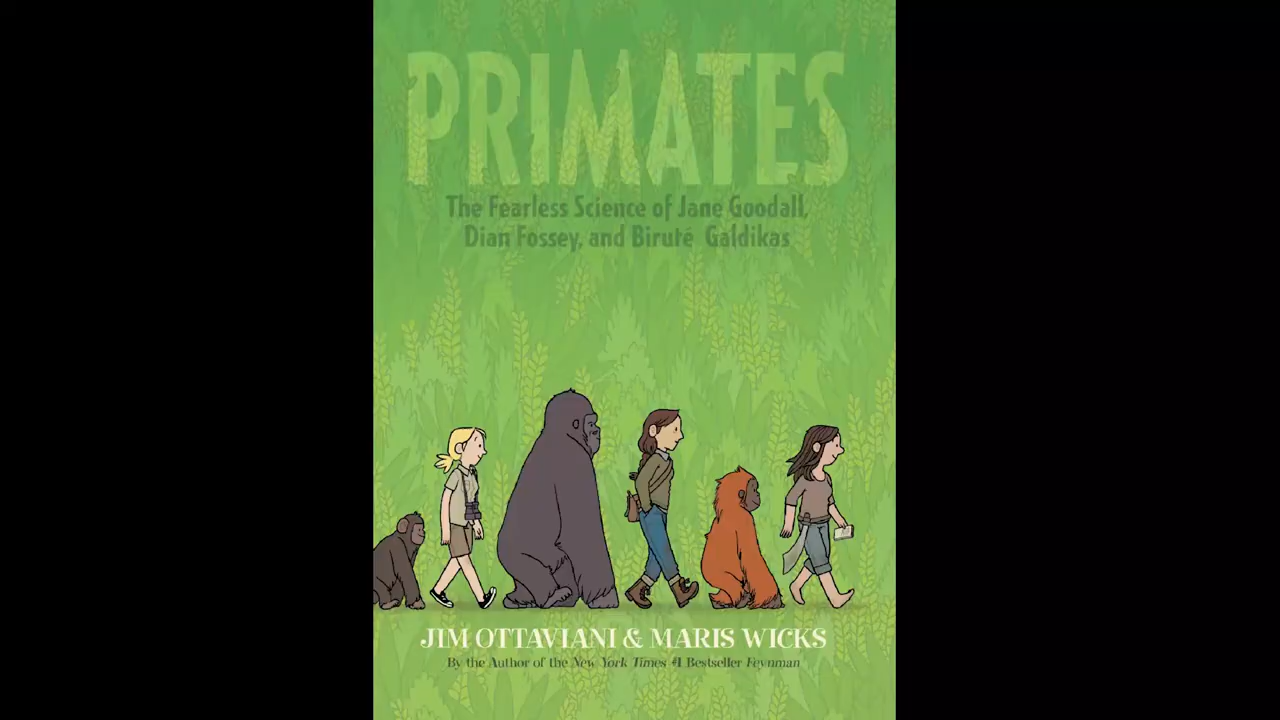 PRIMATES
The Fearless Science of Jane Goodall,
Dian Fossey, and Biruté Galdikas
JIM OTTAVIANI & MARIS WICKS
By the Author of the New York Times #1 Bestseller Feynman